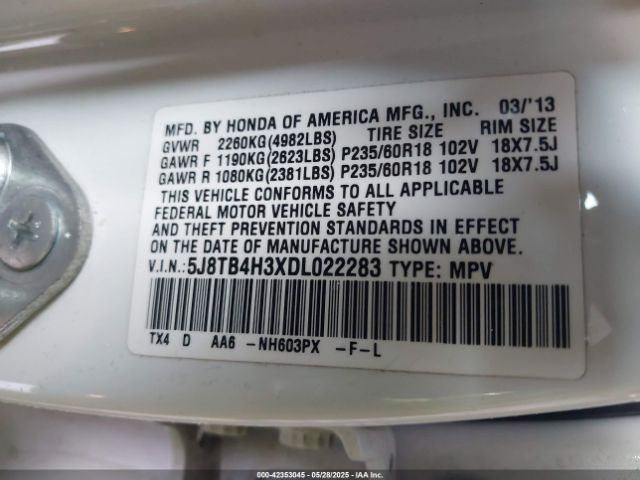 MFD. BY HONDA OF AMERICA MFG., INC. 03/'13
GVWR 2260KG(4982LBS) TIRE SIZE RIM SIZE
GAWR F 1190KG(2623LBS) P235/60R18 102V 18X7.5J
GAWR R 1080KG(2381LBS) P235/60R18 102V 18X7.5J
THIS VEHICLE CONFORMS TO ALL APPLICABLE
FEDERAL MOTOR VEHICLE SAFETY
AND THEFT PREVENTION STANDARDS IN EFFECT
ON THE DATE OF MANUFACTURE SHOWN ABOVE.
V.I.N.:5J8TB4H3XDL022283 TYPE: MPV
TX4 D AA6 -NH603PX -F-L
000-42353045 - 05/28/2025 - IAAI.COM